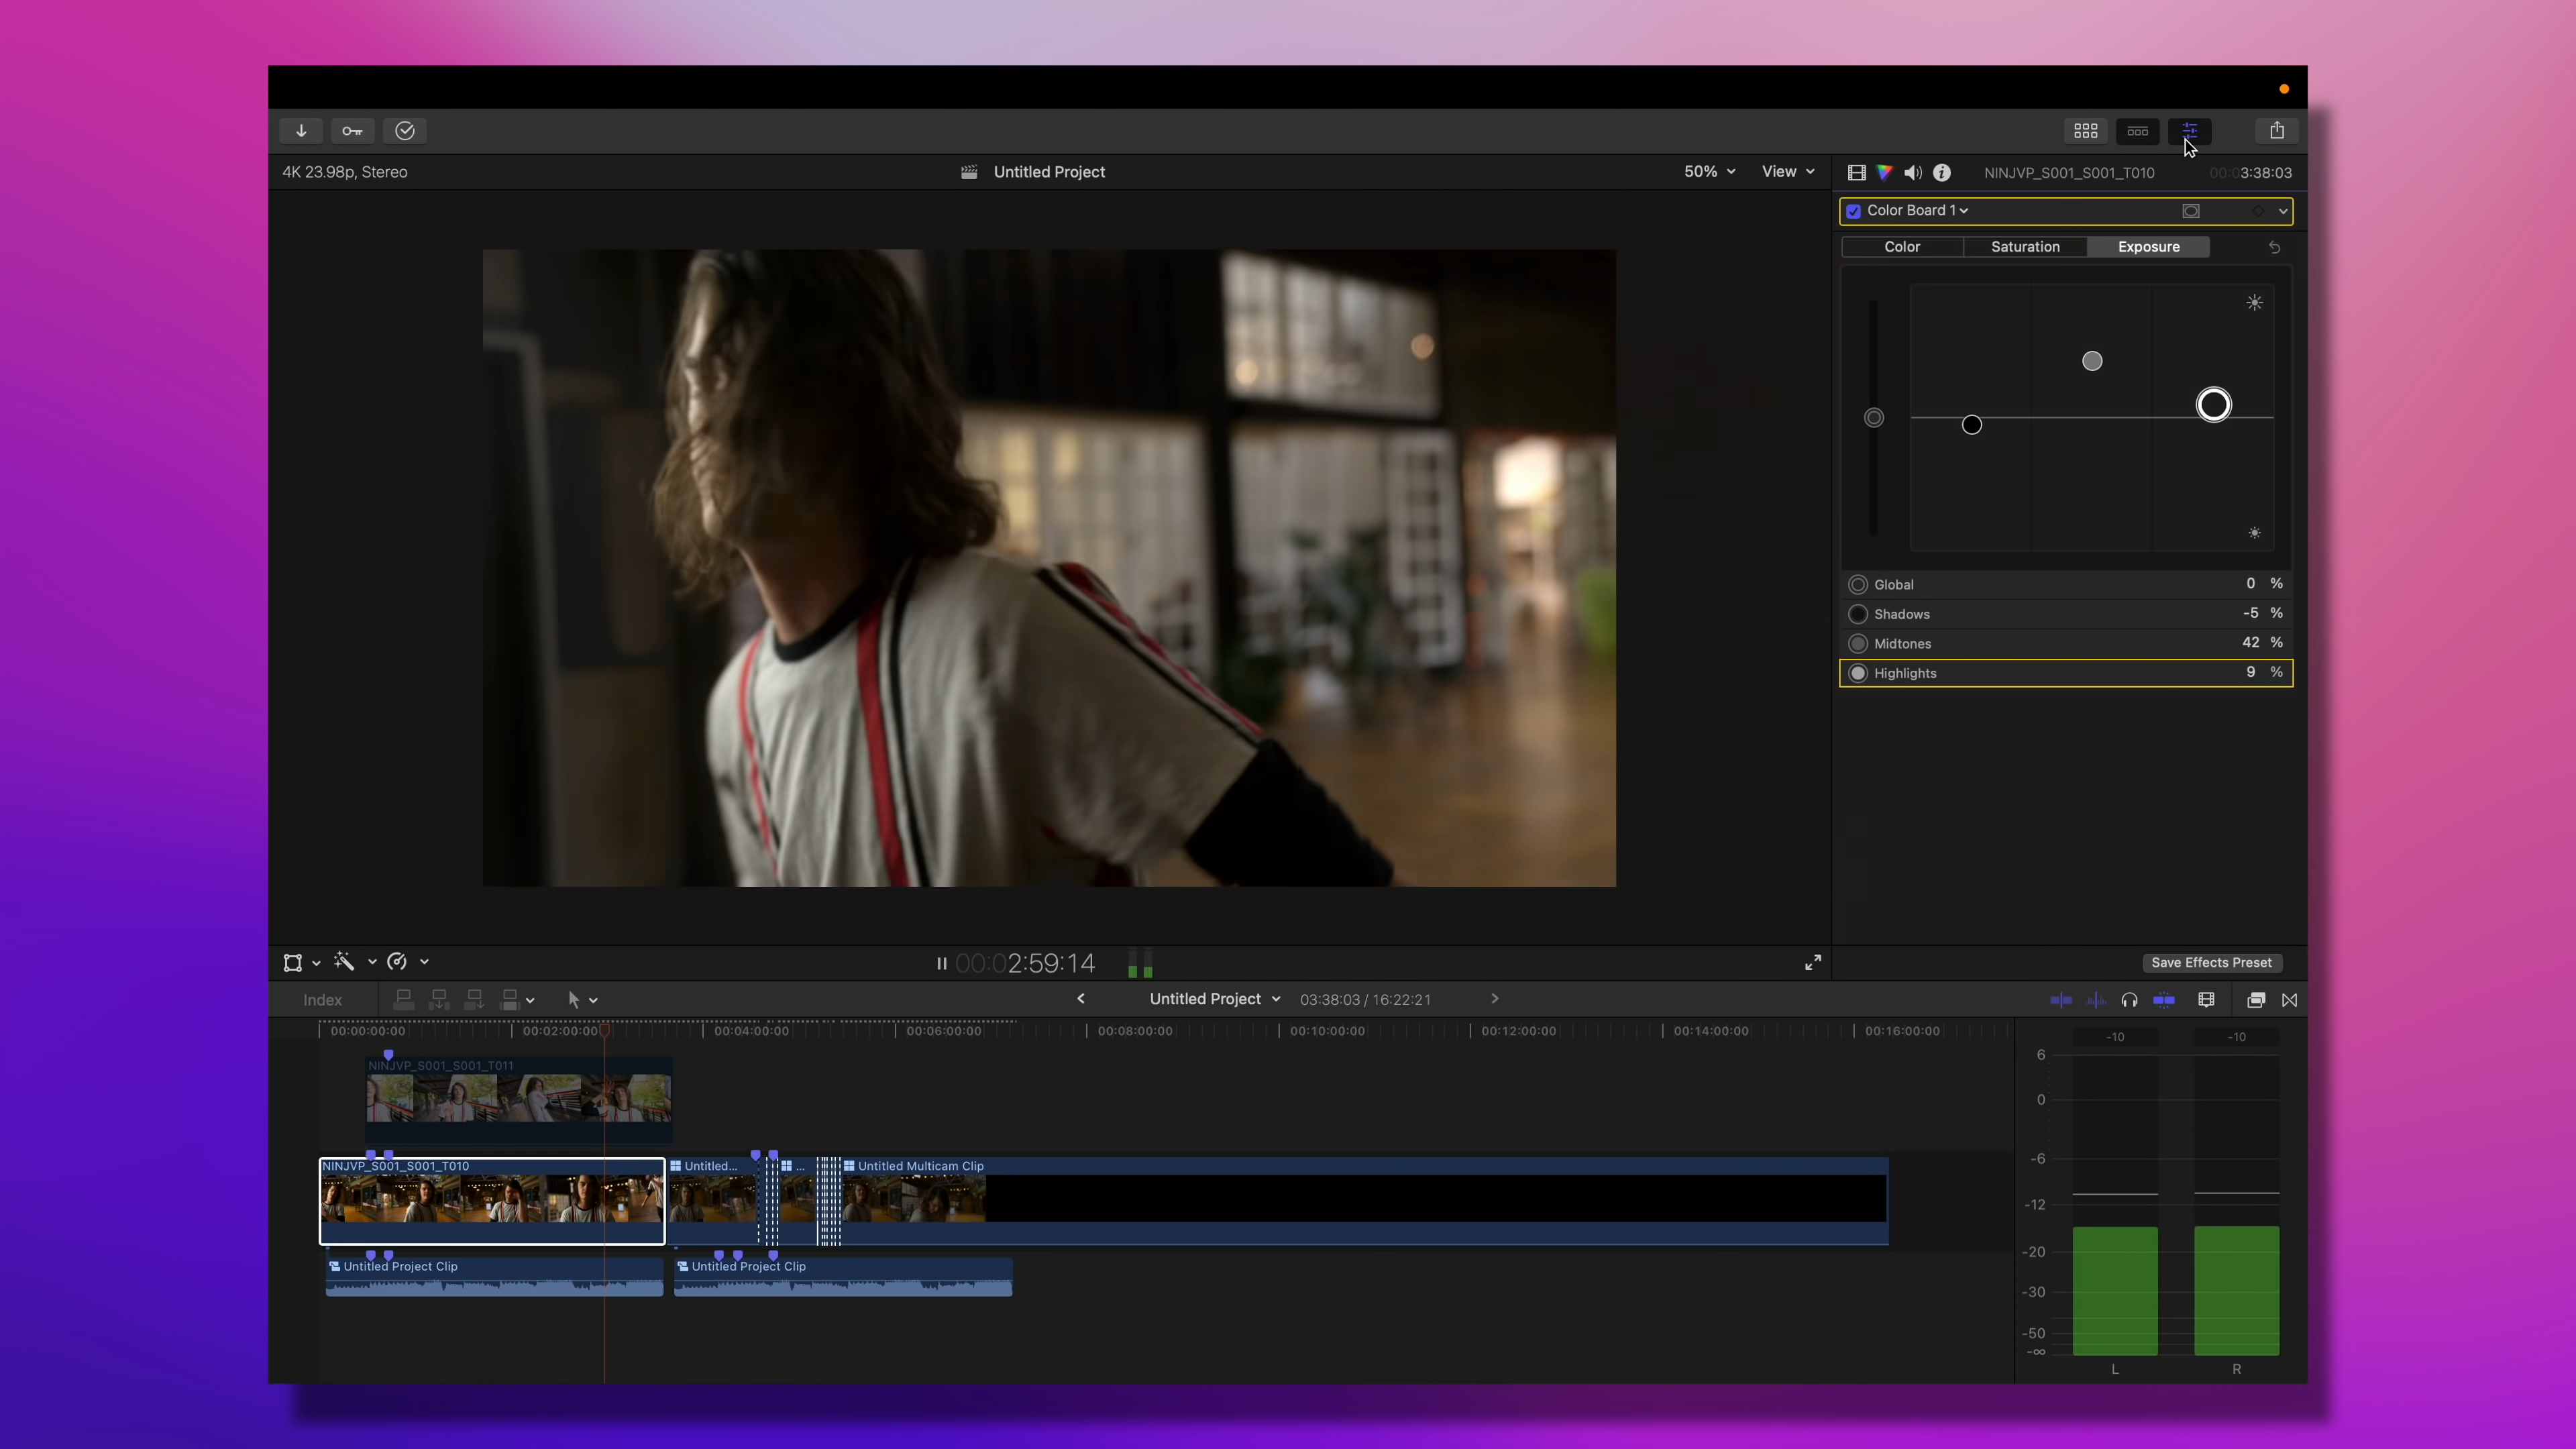 4K 23.98p, Stereo
Untitled Project
50%
View
NINJVP_S001_S001_T010
00:03:38:03
Color Board 1
Color
Saturation
Exposure
Global
0 %
Shadows
-5 %
Midtones
42 %
Highlights
9 %
00:02:59:14
Save Effects Preset
Index
Untitled Project
03:38:03 / 16:22:21
00:00:00:00
00:02:00:00
00:04:00:00
00:06:00:00
00:08:00:00
00:10:00:00
00:12:00:00
00:14:00:00
00:16:00:00
NINJVP_S001_S001_T011
NINJVP_S001_S001_T010
Untitled...
...
Untitled Multicam Clip
Untitled Project Clip
Untitled Project Clip
-10
-10
6
0
-6
-12
-20
-30
-50
-∞
L
R